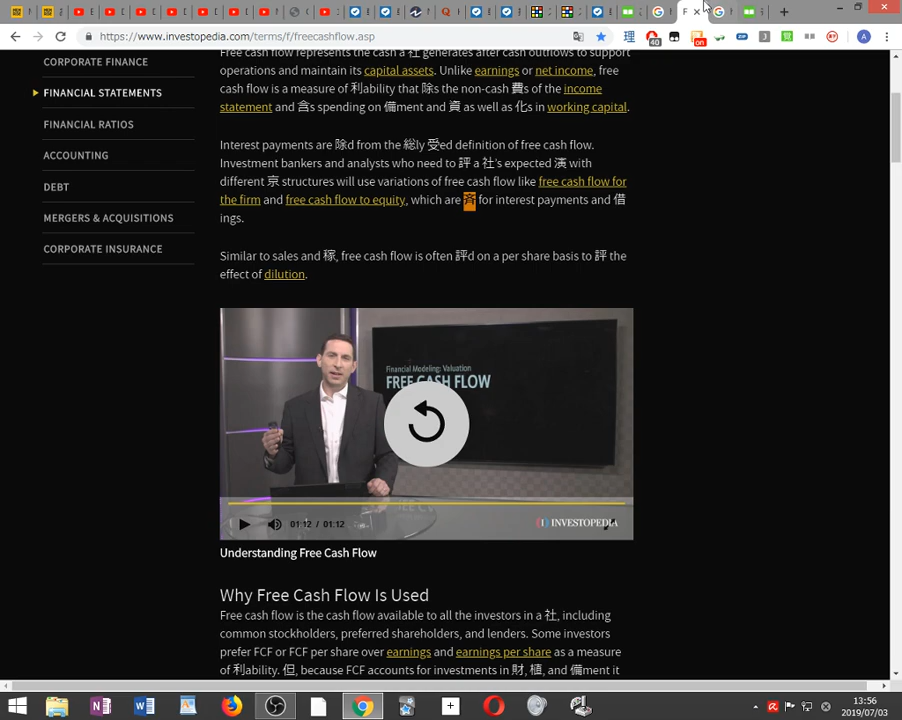 https://www.investopedia.com/terms/f/freecashflow.asp
CORPORATE FINANCE
FINANCIAL STATEMENTS
FINANCIAL RATIOS
ACCOUNTING
DEBT
MERGERS & ACQUISITIONS
CORPORATE INSURANCE
Free cash flow represents the cash a 社 generates after cash outflows to support
operations and maintain its capital assets. Unlike earnings or net income, free
cash flow is a measure of 利ability that 除s the non-cash 費s of the income
statement and 含s spending on 備ment and 資 as well as 化s in working capital.
Interest payments are 除d from the 総ly 受ed definition of free cash flow.
Investment bankers and analysts who need to 評 a 社's expected 演 with
different 京 structures will use variations of free cash flow like free cash flow for
the firm and free cash flow to equity, which are 斉 for interest payments and 借
ings.
Similar to sales and 稼, free cash flow is often 評d on a per share basis to 評 the
effect of dilution.
Financial Modeling: Valuation
FREE CASH FLOW
01:12 / 01:12
INVESTOPEDIA
Understanding Free Cash Flow
Why Free Cash Flow Is Used
Free cash flow is the cash flow available to all the investors in a 社, including
common stockholders, preferred shareholders, and lenders. Some investors
prefer FCF or FCF per share over earnings and earnings per share as a measure
of 利ability. 但, because FCF accounts for investments in 財, 植, and 備ment it
13:56
2019/07/03